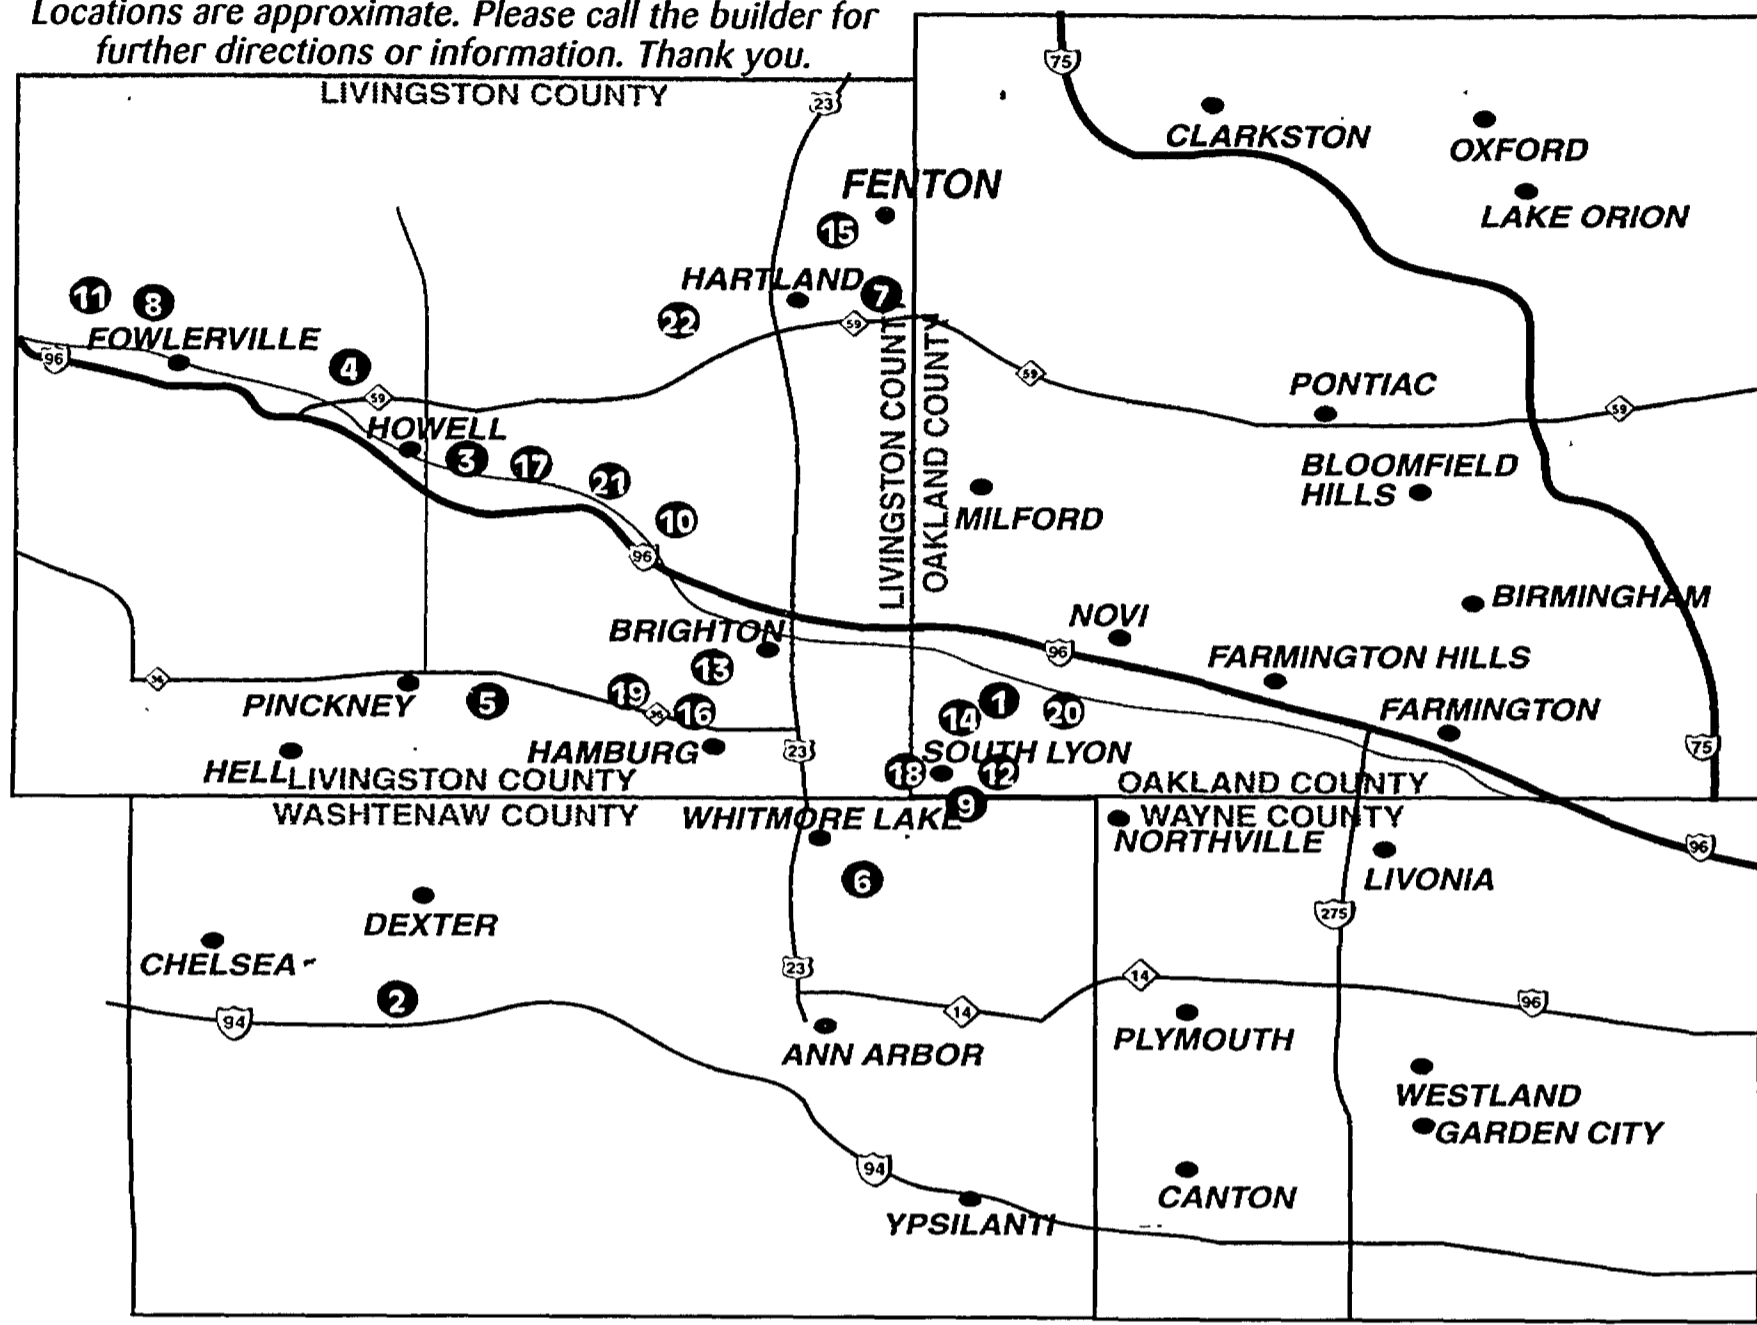 Locations are approximate. Please call the builder for
further directions or information. Thank you.
LIVINGSTON COUNTY
23
75
CLARKSTON
OXFORD
LAKE ORION
FENTON
15
HARTLAND
7
22
59
11
8
FOWLERVILLE
96
4
59
HOWELL
3
17
21
10
96
LIVINGSTON COUNTY
OAKLAND COUNTY
59
PONTIAC
59
BLOOMFIELD
HILLS
MILFORD
BIRMINGHAM
NOVI
96
FARMINGTON HILLS
FARMINGTON
75
BRIGHTON
13
36
PINCKNEY
5
19
36
16
HAMBURG
23
HELL
LIVINGSTON COUNTY
WASHTENAW COUNTY
1
14
20
SOUTH LYON
18
12
9
OAKLAND COUNTY
WAYNE COUNTY
WHITMORE LAKE
NORTHVILLE
LIVONIA
96
6
275
DEXTER
CHELSEA
2
94
23
14
14
96
ANN ARBOR
PLYMOUTH
WESTLAND
GARDEN CITY
94
CANTON
YPSILANTI